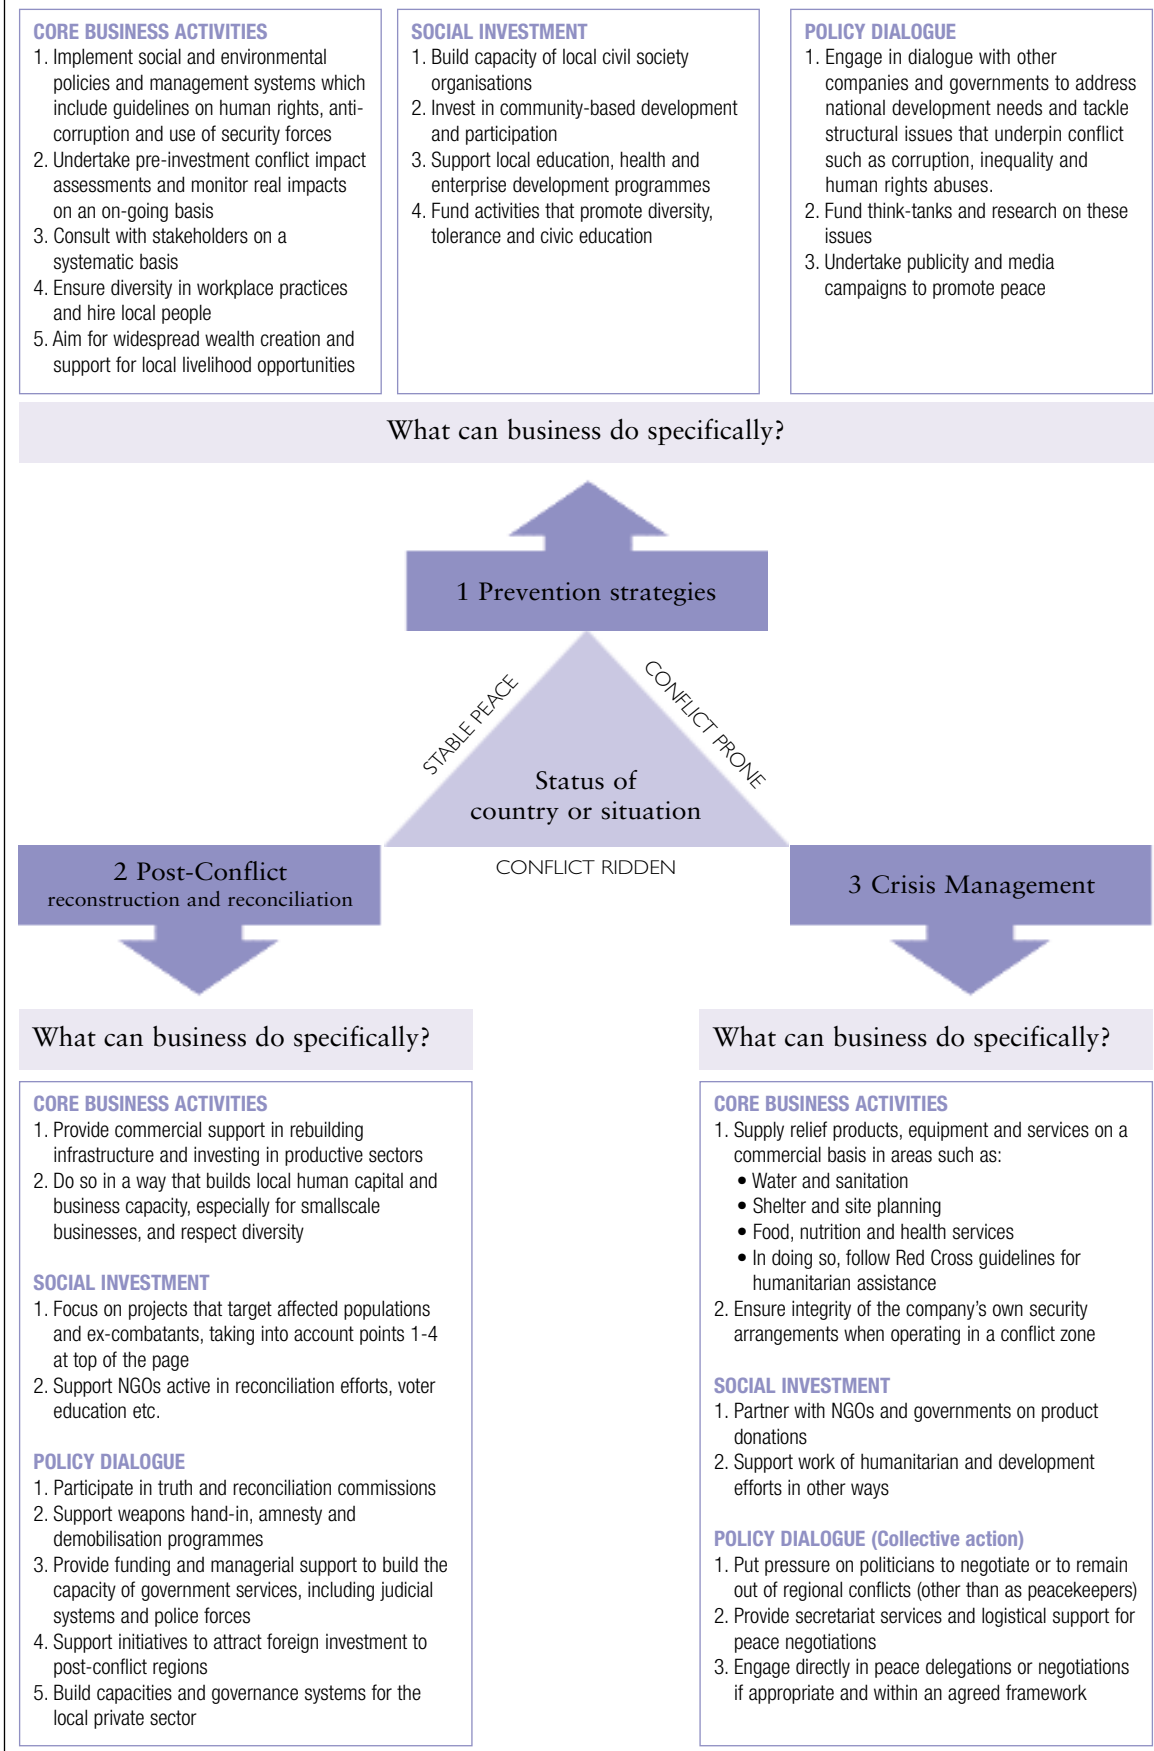 CORE BUSINESS ACTIVITIES
1. Implement social and environmental
policies and management systems which
include guidelines on human rights, anti-
corruption and use of security forces
2. Undertake pre-investment conflict impact
assessments and monitor real impacts
on an on-going basis
3. Consult with stakeholders on a
systematic basis
4. Ensure diversity in workplace practices
and hire local people
5. Aim for widespread wealth creation and
support for local livelihood opportunities
SOCIAL INVESTMENT
1. Build capacity of local civil society
organisations
2. Invest in community-based development
and participation
3. Support local education, health and
enterprise development programmes
4. Fund activities that promote diversity,
tolerance and civic education
POLICY DIALOGUE
1. Engage in dialogue with other
companies and governments to address
national development needs and tackle
structural issues that underpin conflict
such as corruption, inequality and
human rights abuses.
2. Fund think-tanks and research on these
issues
3. Undertake publicity and media
campaigns to promote peace
What can business do specifically?
1 Prevention strategies
STABLE PEACE
CONFLICT PRONE
Status of
country or situation
CONFLICT RIDDEN
2 Post-Conflict
reconstruction and reconciliation
3 Crisis Management
What can business do specifically?
CORE BUSINESS ACTIVITIES
1. Provide commercial support in rebuilding
infrastructure and investing in productive sectors
2. Do so in a way that builds local human capital and
business capacity, especially for smallscale
businesses, and respect diversity
SOCIAL INVESTMENT
1. Focus on projects that target affected populations
and ex-combatants, taking into account points 1-4
at top of the page
2. Support NGOs active in reconciliation efforts, voter
education etc.
POLICY DIALOGUE
1. Participate in truth and reconciliation commissions
2. Support weapons hand-in, amnesty and
demobilisation programmes
3. Provide funding and managerial support to build the
capacity of government services, including judicial
systems and police forces
4. Support initiatives to attract foreign investment to
post-conflict regions
5. Build capacities and governance systems for the
local private sector
What can business do specifically?
CORE BUSINESS ACTIVITIES
1. Supply relief products, equipment and services on a
commercial basis in areas such as:
• Water and sanitation
• Shelter and site planning
• Food, nutrition and health services
• In doing so, follow Red Cross guidelines for
humanitarian assistance
2. Ensure integrity of the company’s own security
arrangements when operating in a conflict zone
SOCIAL INVESTMENT
1. Partner with NGOs and governments on product
donations
2. Support work of humanitarian and development
efforts in other ways
POLICY DIALOGUE (Collective action)
1. Put pressure on politicians to negotiate or to remain
out of regional conflicts (other than as peacekeepers)
2. Provide secretariat services and logistical support for
peace negotiations
3. Engage directly in peace delegations or negotiations
if appropriate and within an agreed framework